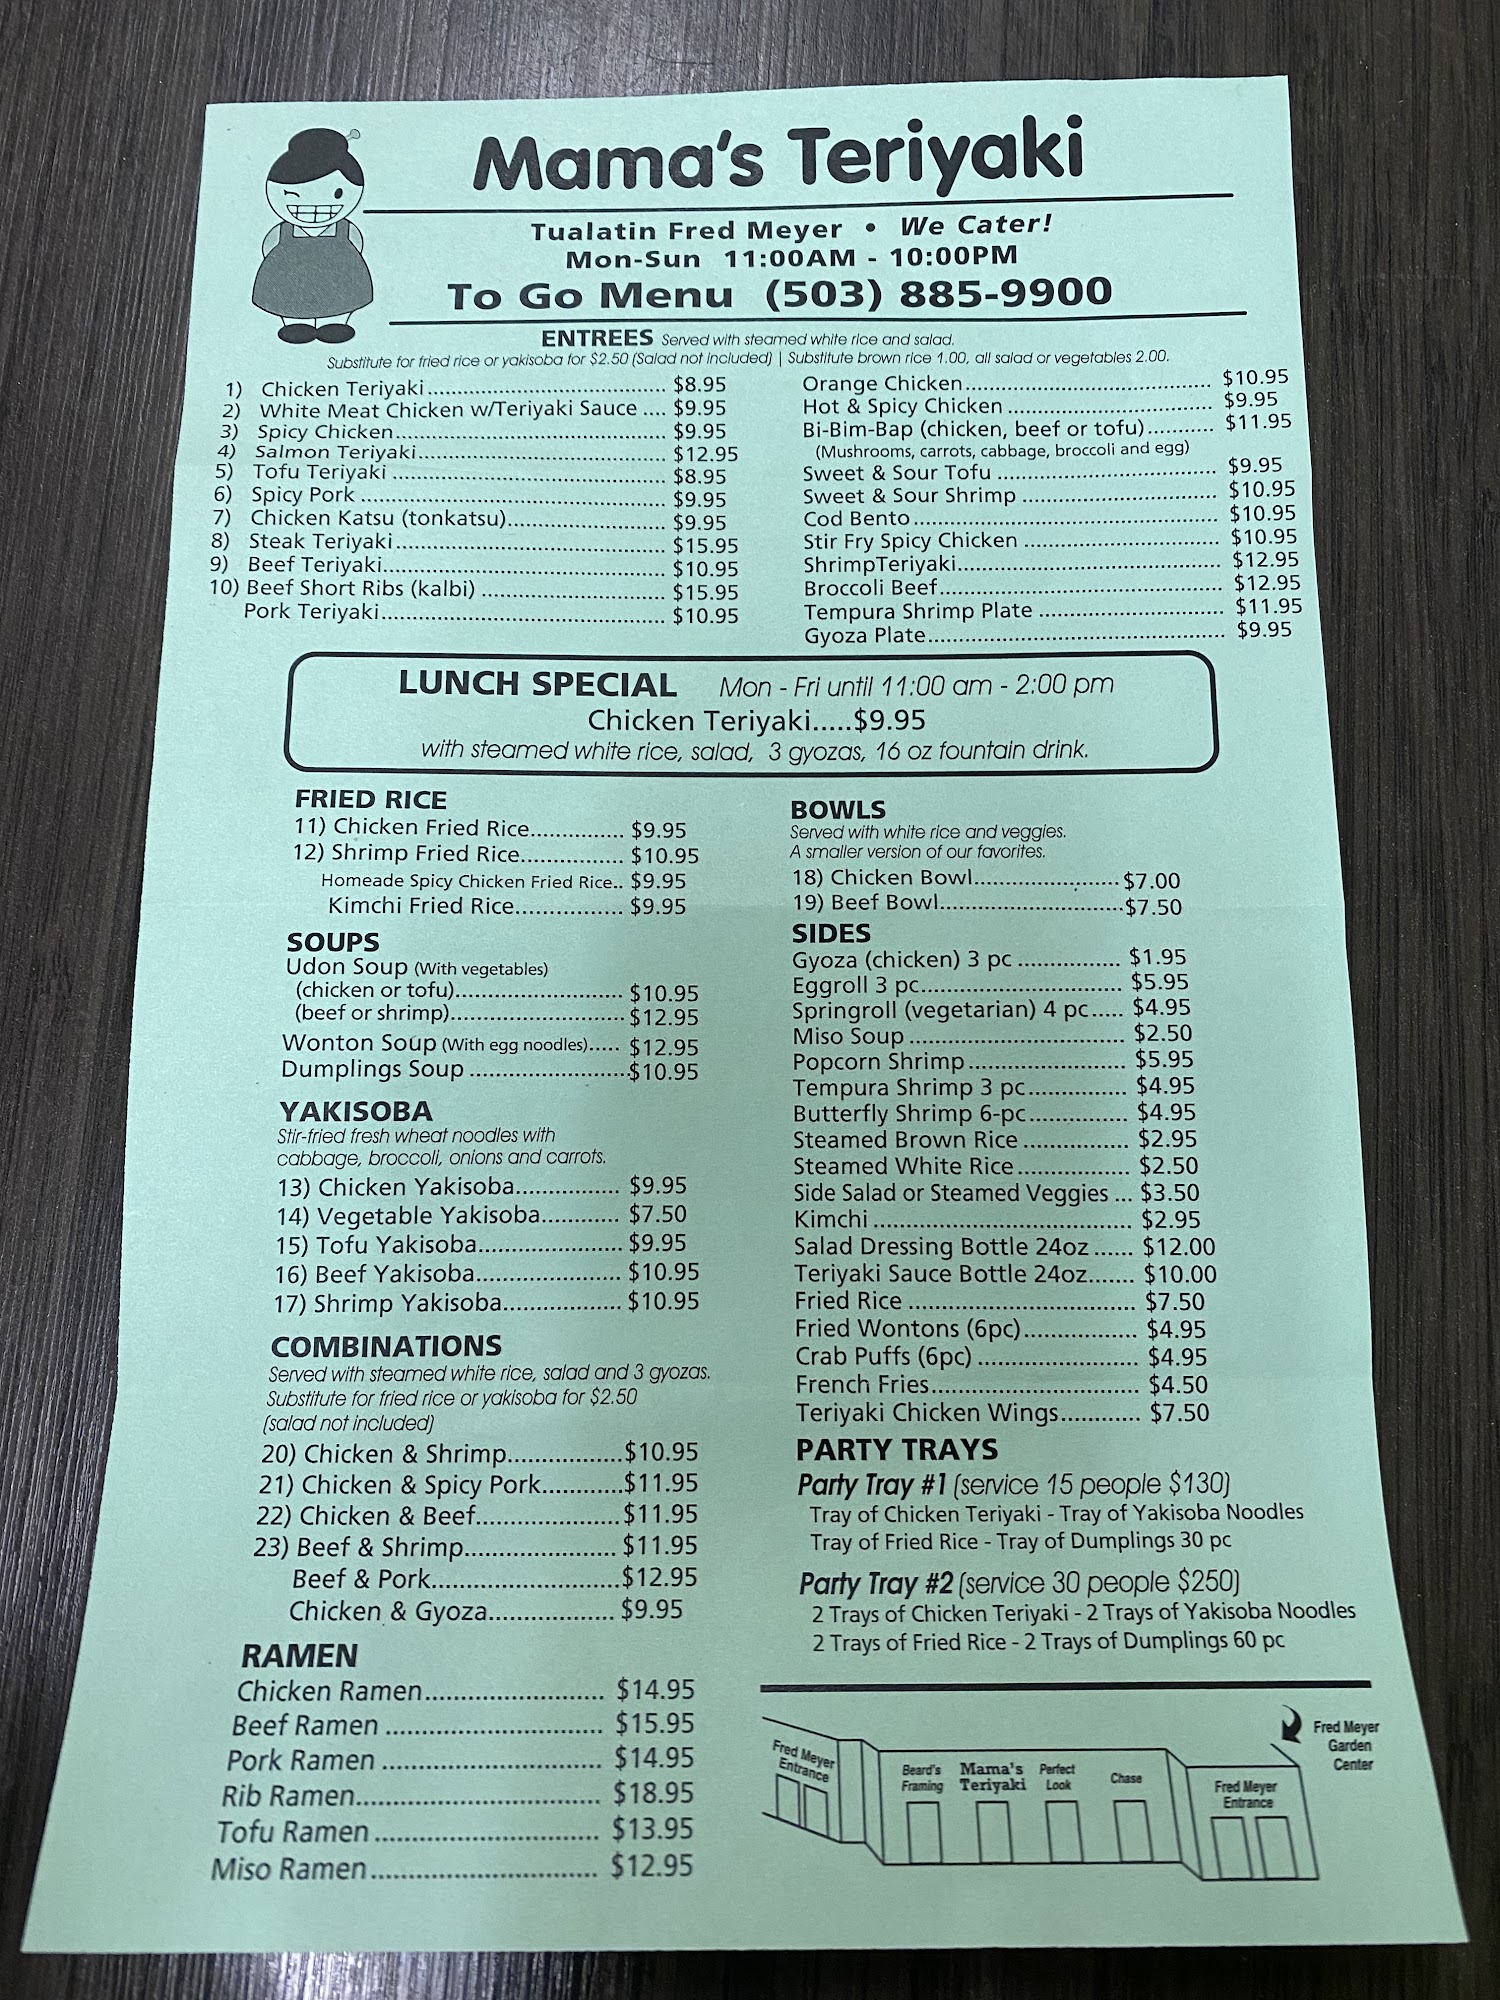 Mama's Teriyaki
Tualatin Fred Meyer • We Cater!
Mon-Sun 11:00AM - 10:00PM
To Go Menu (503) 885-9900
ENTREES Served with steamed white rice and salad.
Substitute for fried rice or yakisoba for $2.50 (Salad not included) | Substitute brown rice 1.00, all salad or vegetables 2.00.
1) Chicken Teriyaki.................................. $8.95
2) White Meat Chicken w/Teriyaki Sauce .... $9.95
3) Spicy Chicken........................................ $9.95
4) Salmon Teriyaki..................................... $12.95
5) Tofu Teriyaki ......................................... $8.95
6) Spicy Pork .............................................. $9.95
7) Chicken Katsu (tonkatsu)....................... $9.95
8) Steak Teriyaki......................................... $15.95
9) Beef Teriyaki........................................... $10.95
10) Beef Short Ribs (kalbi) ........................... $15.95
Pork Teriyaki........................................... $10.95
Orange Chicken..................................... $10.95
Hot & Spicy Chicken ............................... $9.95
Bi-Bim-Bap (chicken, beef or tofu)........... $11.95
(Mushrooms, carrots, cabbage, broccoli and egg)
Sweet & Sour Tofu ................................. $9.95
Sweet & Sour Shrimp ............................. $10.95
Cod Bento.............................................. $10.95
Stir Fry Spicy Chicken ............................. $10.95
ShrimpTeriyaki........................................ $12.95
Broccoli Beef........................................... $12.95
Tempura Shrimp Plate ............................ $11.95
Gyoza Plate............................................. $9.95
LUNCH SPECIAL Mon - Fri until 11:00 am - 2:00 pm
Chicken Teriyaki.....$9.95
with steamed white rice, salad, 3 gyozas, 16 oz fountain drink.
FRIED RICE
11) Chicken Fried Rice............... $9.95
12) Shrimp Fried Rice................ $10.95
Homeade Spicy Chicken Fried Rice.. $9.95
Kimchi Fried Rice................ $9.95
SOUPS
Udon Soup (With vegetables)
(chicken or tofu)......................... $10.95
(beef or shrimp)......................... $12.95
Wonton Soup (With egg noodles)..... $12.95
Dumplings Soup .......................$10.95
YAKISOBA
Stir-fried fresh wheat noodles with
cabbage, broccoli, onions and carrots.
13) Chicken Yakisoba................ $9.95
14) Vegetable Yakisoba............ $7.50
15) Tofu Yakisoba...................... $9.95
16) Beef Yakisoba...................... $10.95
17) Shrimp Yakisoba.................. $10.95
COMBINATIONS
Served with steamed white rice, salad and 3 gyozas.
Substitute for fried rice or yakisoba for $2.50
(salad not included)
20) Chicken & Shrimp.................$10.95
21) Chicken & Spicy Pork............$11.95
22) Chicken & Beef.....................$11.95
23) Beef & Shrimp...................... $11.95
Beef & Pork............................$12.95
Chicken & Gyoza.................. $9.95
RAMEN
Chicken Ramen......................... $14.95
Beef Ramen .............................. $15.95
Pork Ramen .............................. $14.95
Rib Ramen................................. $18.95
Tofu Ramen ............................... $13.95
Miso Ramen............................... $12.95
BOWLS
Served with white rice and veggies.
A smaller version of our favorites.
18) Chicken Bowl......................$7.00
19) Beef Bowl............................$7.50
SIDES
Gyoza (chicken) 3 pc ................ $1.95
Eggroll 3 pc............................... $5.95
Springroll (vegetarian) 4 pc..... $4.95
Miso Soup ................................. $2.50
Popcorn Shrimp........................ $5.95
Tempura Shrimp 3 pc............... $4.95
Butterfly Shrimp 6-pc............... $4.95
Steamed Brown Rice ................ $2.95
Steamed White Rice................. $2.50
Side Salad or Steamed Veggies ... $3.50
Kimchi ....................................... $2.95
Salad Dressing Bottle 24oz ...... $12.00
Teriyaki Sauce Bottle 24oz....... $10.00
Fried Rice ................................... $7.50
Fried Wontons (6pc)................. $4.95
Crab Puffs (6pc) ........................ $4.95
French Fries................................ $4.50
Teriyaki Chicken Wings............ $7.50
PARTY TRAYS
Party Tray #1 (service 15 people $130)
Tray of Chicken Teriyaki - Tray of Yakisoba Noodles
Tray of Fried Rice - Tray of Dumplings 30 pc
Party Tray #2 (service 30 people $250)
2 Trays of Chicken Teriyaki - 2 Trays of Yakisoba Noodles
2 Trays of Fried Rice - 2 Trays of Dumplings 60 pc
Fred Meyer
Entrance
Beard's
Framing
Mama's
Teriyaki
Perfect
Look
Chase
Fred Meyer
Entrance
Fred Meyer
Garden
Center